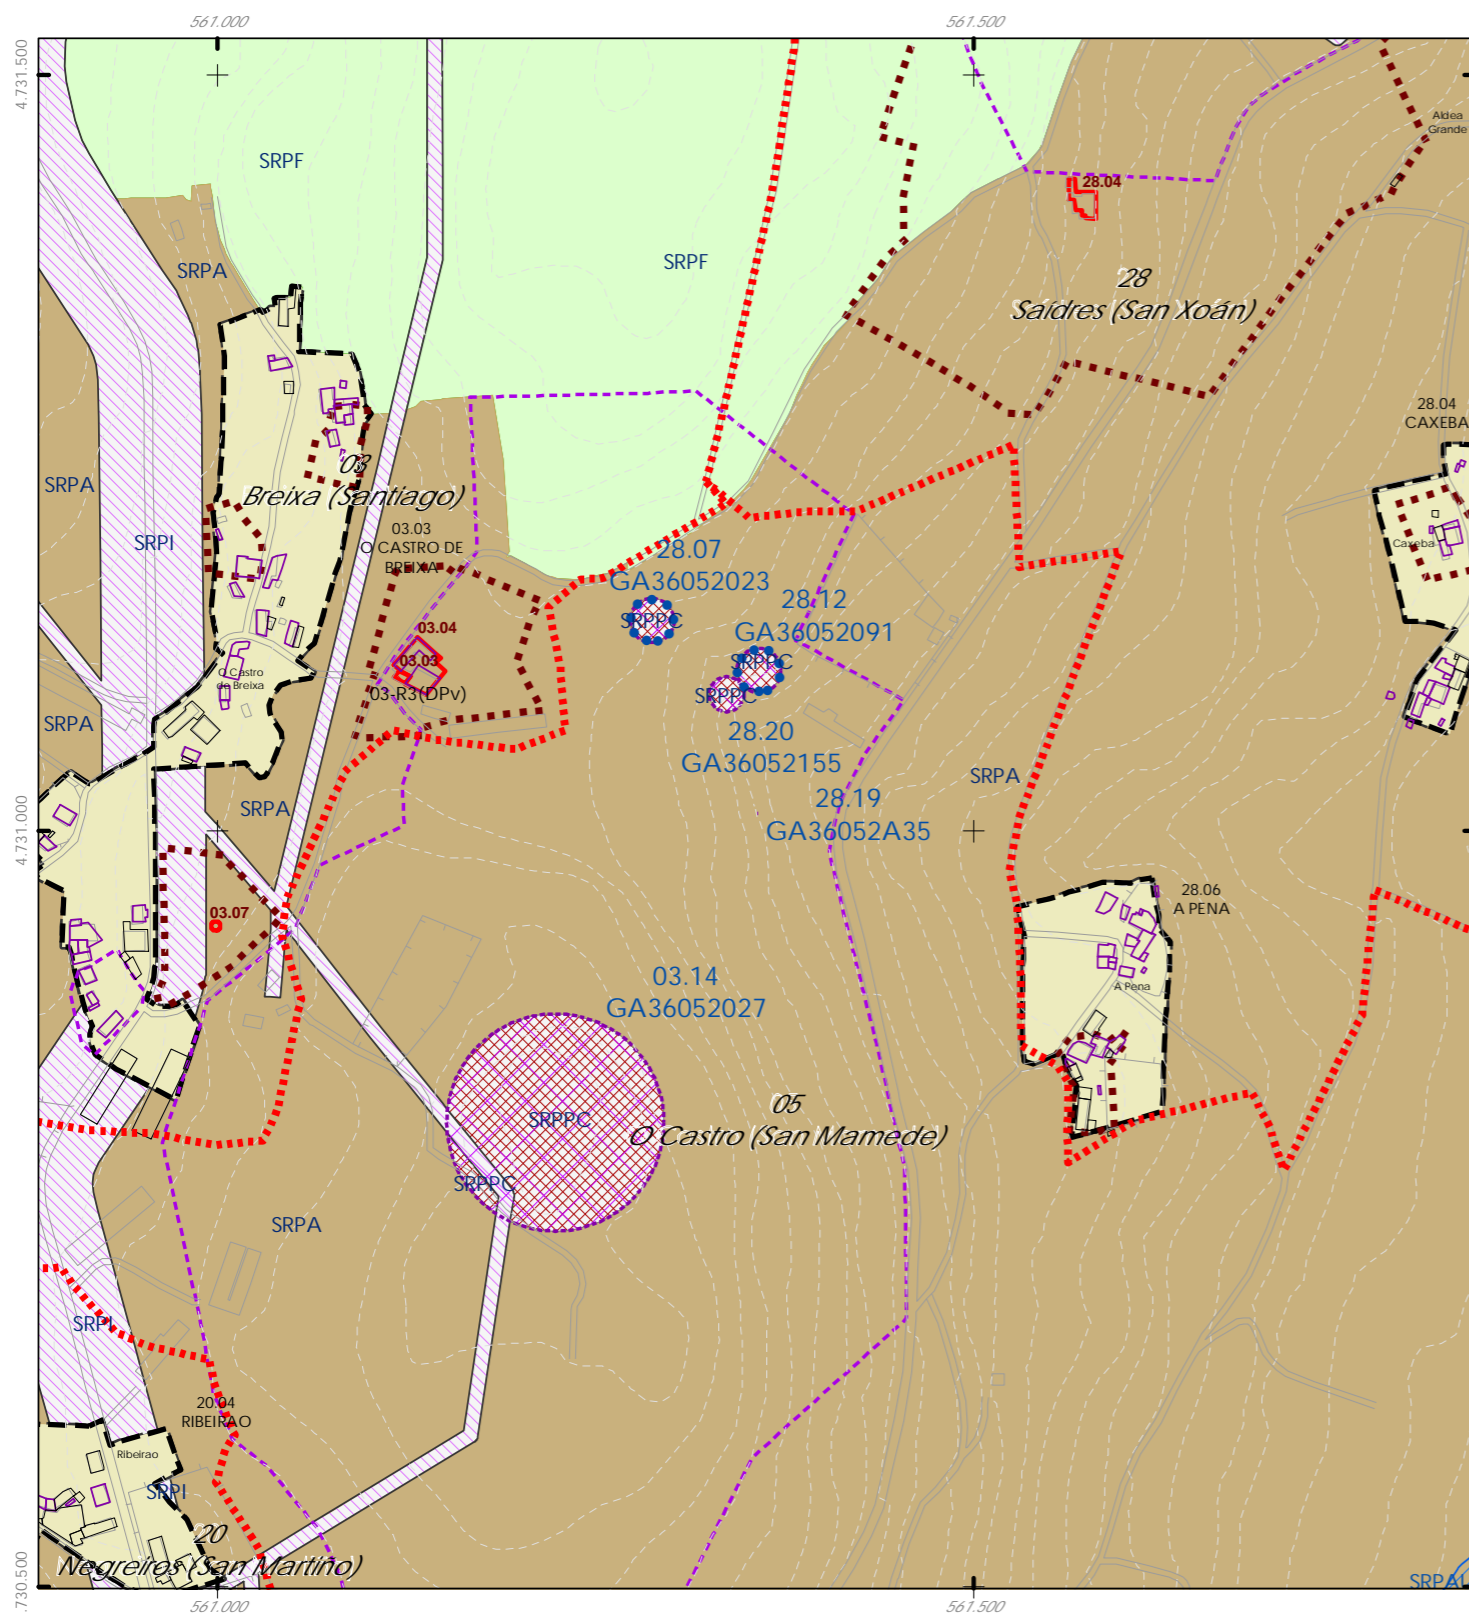 561.000
561.500
4.731.500
Aldea
Grande
SRPF
28.04
SRPA
SRPF
28
Saídres (San Xoán)
28.04
CAXEBA
03
Breixa (Santiago)
SRPA
03.03
O CASTRO DE
BREIXA
SRPI
Caxeba
28.07
GA36052023
28.12
GA36052091
SRPPC
03.04
SRPPC
03.03
O Castro
de Breixa
03-R3(DPv)
SRPPC
SRPA
28.20
GA36052155
SRPA
28.19
GA36052A35
SRPA
4.731.000
28.06
A PENA
03.07
03.14
GA36052027
A Pena
05
O Castro (San Mamede)
SRPPC
SRPPC
SRPA
SRPI
20.04
RIBEIRAO
Ribeirao
SRPI
20
Negreiros (San Martiño)
.730.500
SRPAI
561.000
561.500